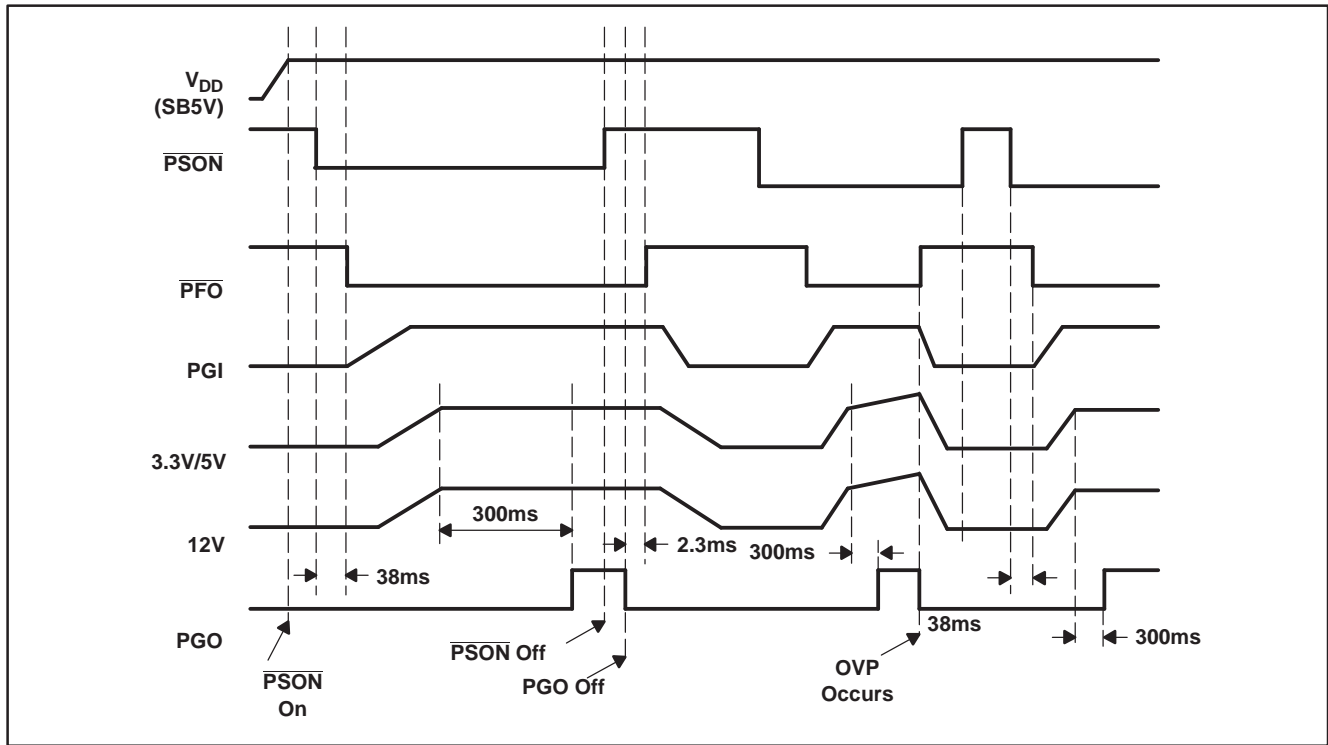 VDD
(SB5V)
PSON
PFO
PGI
3.3V/5V
12V
300ms
2.3ms
300ms
38ms
PGO
38ms
300ms
PSON
On
PSON Off
PGO Off
OVP
Occurs